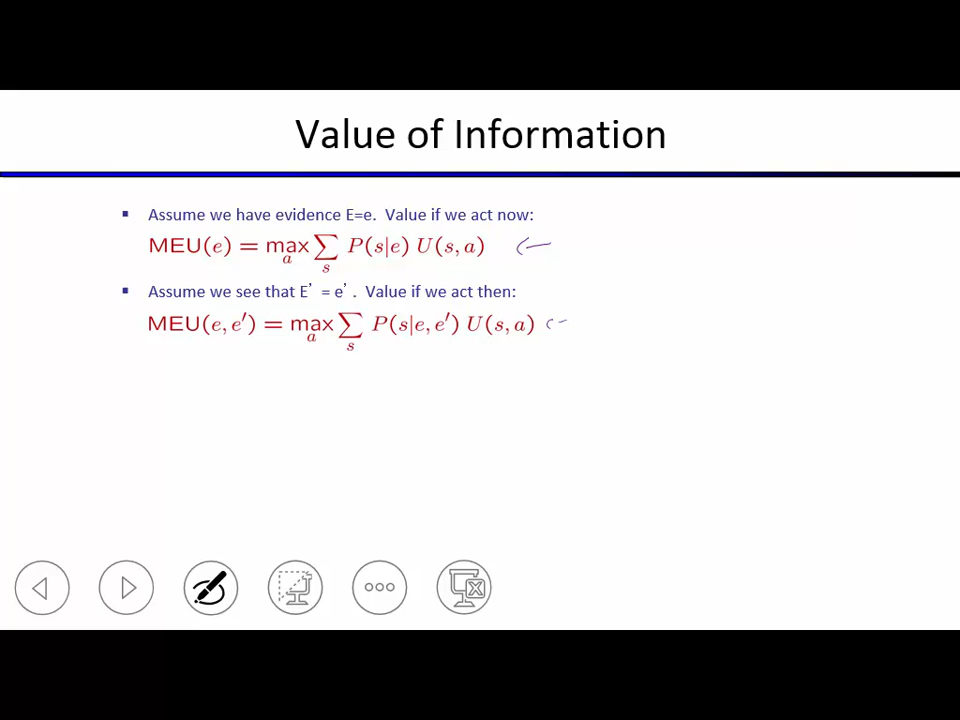 Value of Information
▪ Assume we have evidence E=e. Value if we act now:
MEU(e) = max_a ∑_s P(s|e) U(s, a)
▪ Assume we see that E' = e'. Value if we act then:
MEU(e, e′) = max_a ∑_s P(s|e, e′) U(s, a)